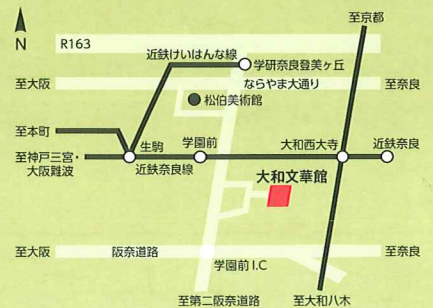 至京都
N
R163
近鉄けいはんな線
学研奈良登美ヶ丘
至大阪
ならやま大通り
至奈良
松伯美術館
至本町
生駒
学園前
大和西大寺
近鉄奈良
至神戸三宮・
大阪難波
近鉄奈良線
大和文華館
至大阪
阪奈道路
至奈良
学園前I.C
至第二阪奈道路
至大和八木